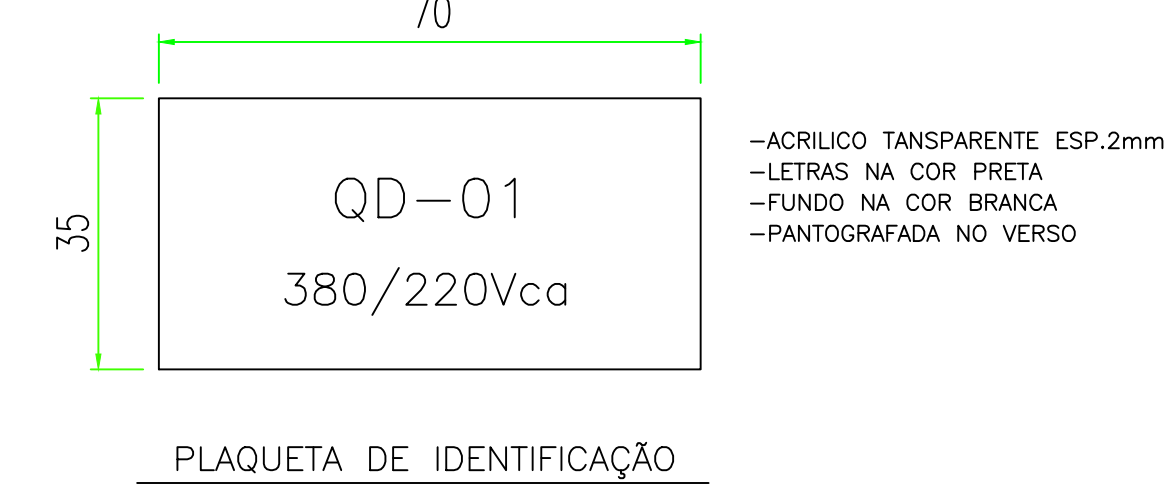 70
35
QD-01
380/220Vca
-ACRILICO TANSPARENTE ESP.2mm
-LETRAS NA COR PRETA
-FUNDO NA COR BRANCA
-PANTOGRAFADA NO VERSO
PLAQUETA DE IDENTIFICAÇÃO